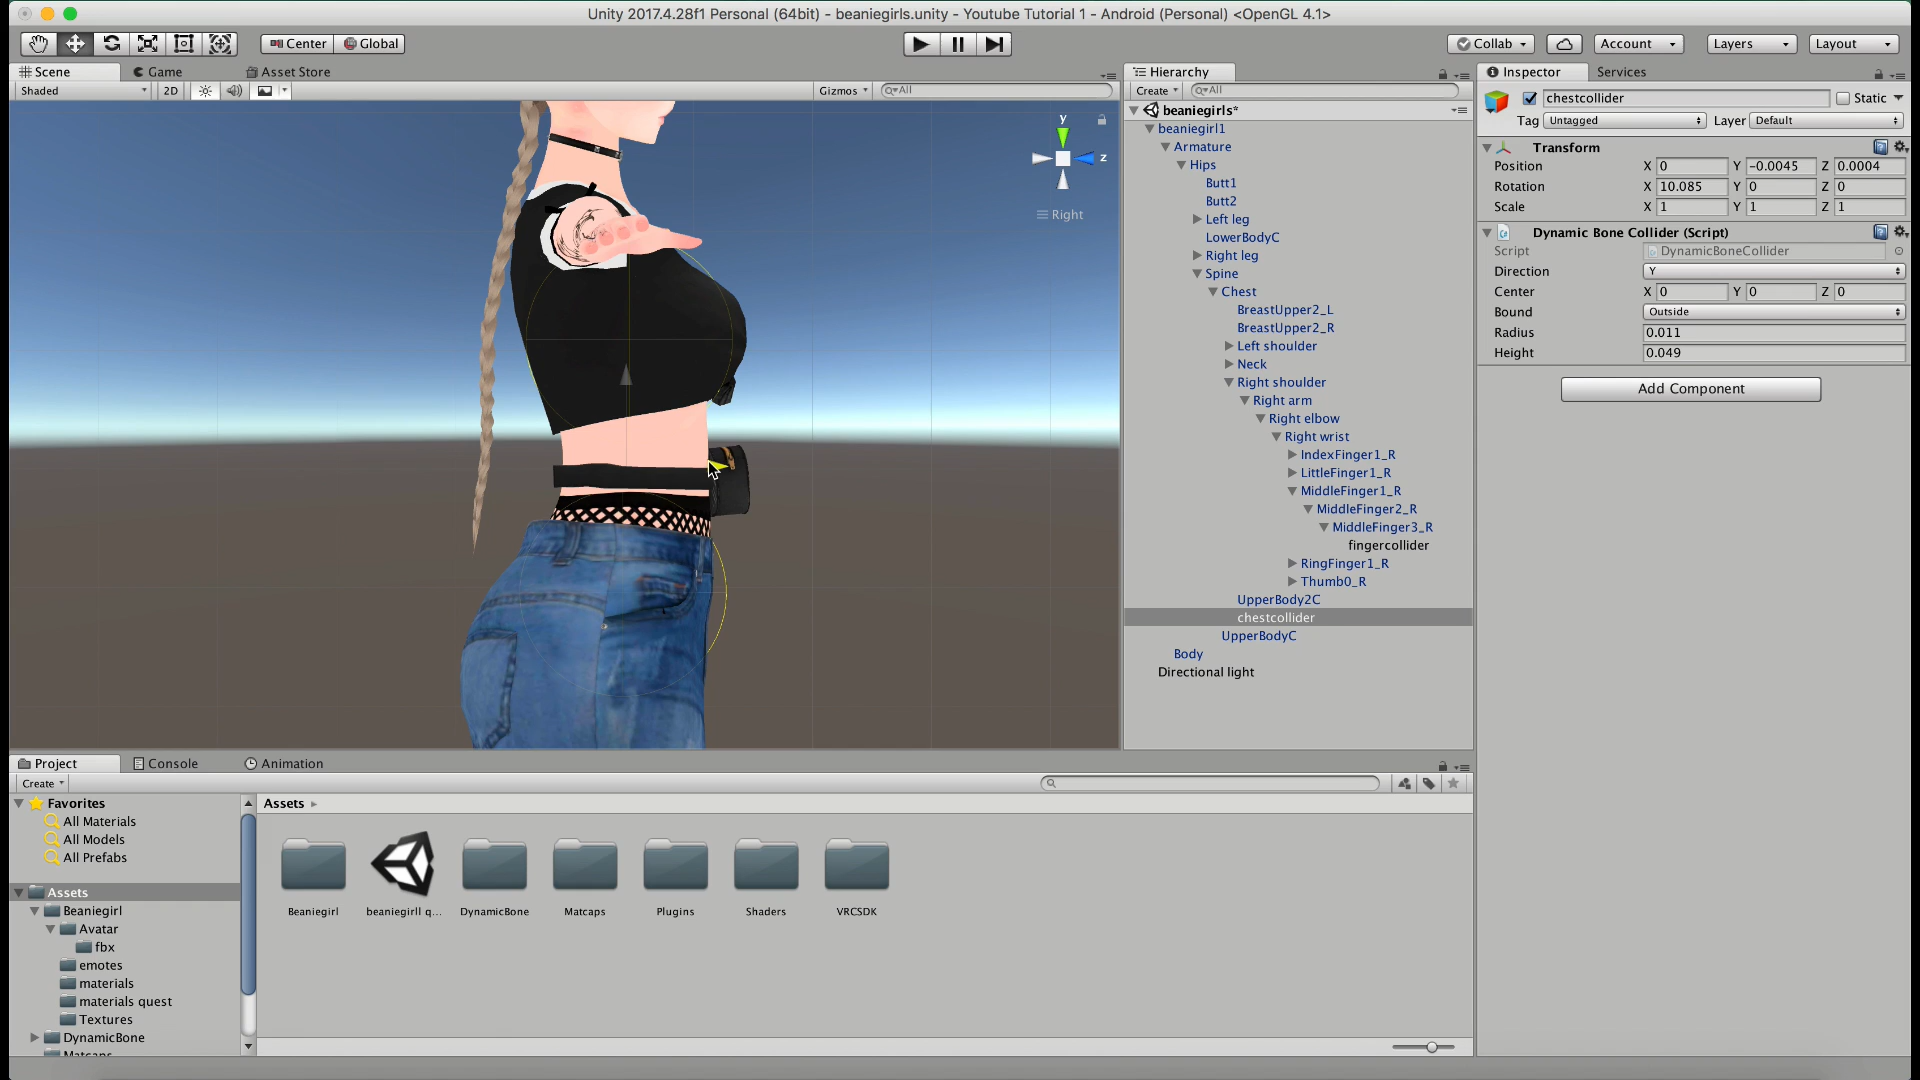 Unity 2017.4.28f1 Personal (64bit) - beaniegirls.unity - Youtube Tutorial 1 - Android (Personal) <OpenGL 4.1>
Center Global Collab Account Layers Layout
Scene Game Asset Store
Shaded 2D Gizmos All
y
z
Right
Hierarchy
Create All
beaniegirls*
beaniegirl1
Armature
Hips
Butt1
Butt2
Left leg
LowerBodyC
Right leg
Spine
Chest
BreastUpper2_L
BreastUpper2_R
Left shoulder
Neck
Right shoulder
Right arm
Right elbow
Right wrist
IndexFinger1_R
LittleFinger1_R
MiddleFinger1_R
MiddleFinger2_R
MiddleFinger3_R
fingercollider
RingFinger1_R
Thumb0_R
UpperBody2C
chestcollider
UpperBodyC
Body
Directional light
Inspector Services
chestcollider Static
Tag Untagged Layer Default
Transform
Position X 0 Y -0.0045 Z 0.0004
Rotation X 10.085 Y 0 Z 0
Scale X 1 Y 1 Z 1
Dynamic Bone Collider (Script)
Script DynamicBoneCollider
Direction Y
Center X 0 Y 0 Z 0
Bound Outside
Radius 0.011
Height 0.049
Add Component
Project Console Animation
Create
Favorites
All Materials
All Models
All Prefabs
Assets
Beaniegirl
Avatar
fbx
emotes
materials
materials quest
Textures
DynamicBone
Matcaps
Assets
Beaniegirl beaniegirll q... DynamicBone Matcaps Plugins Shaders VRCSDK